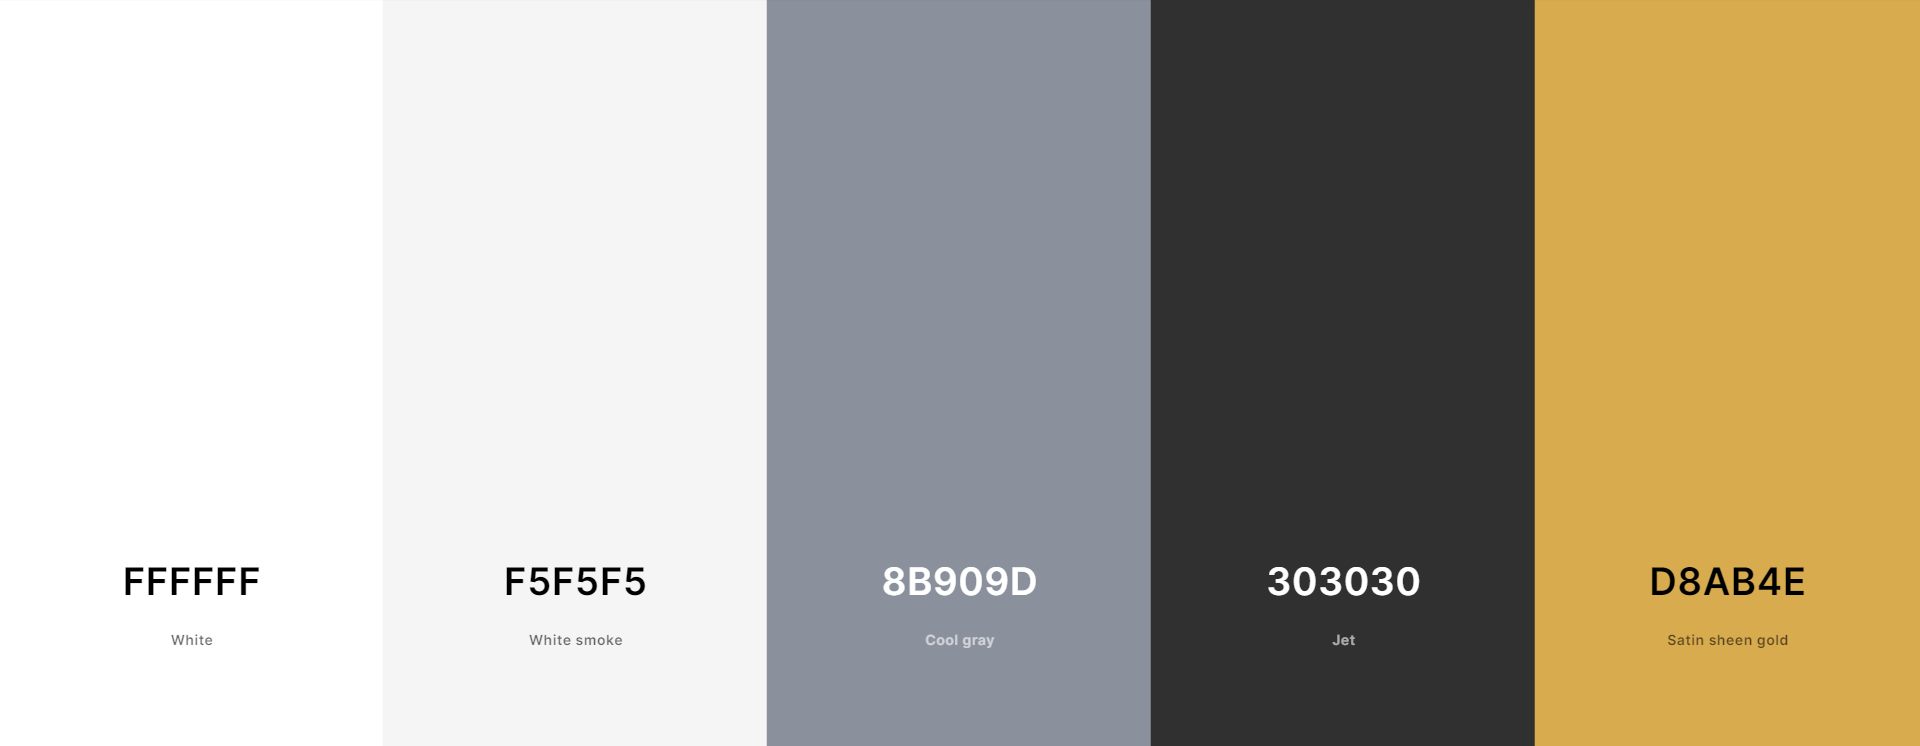 FFFFFF
White
F5F5F5
White smoke
8B909D
Cool gray
303030
Jet
D8AB4E
Satin sheen gold